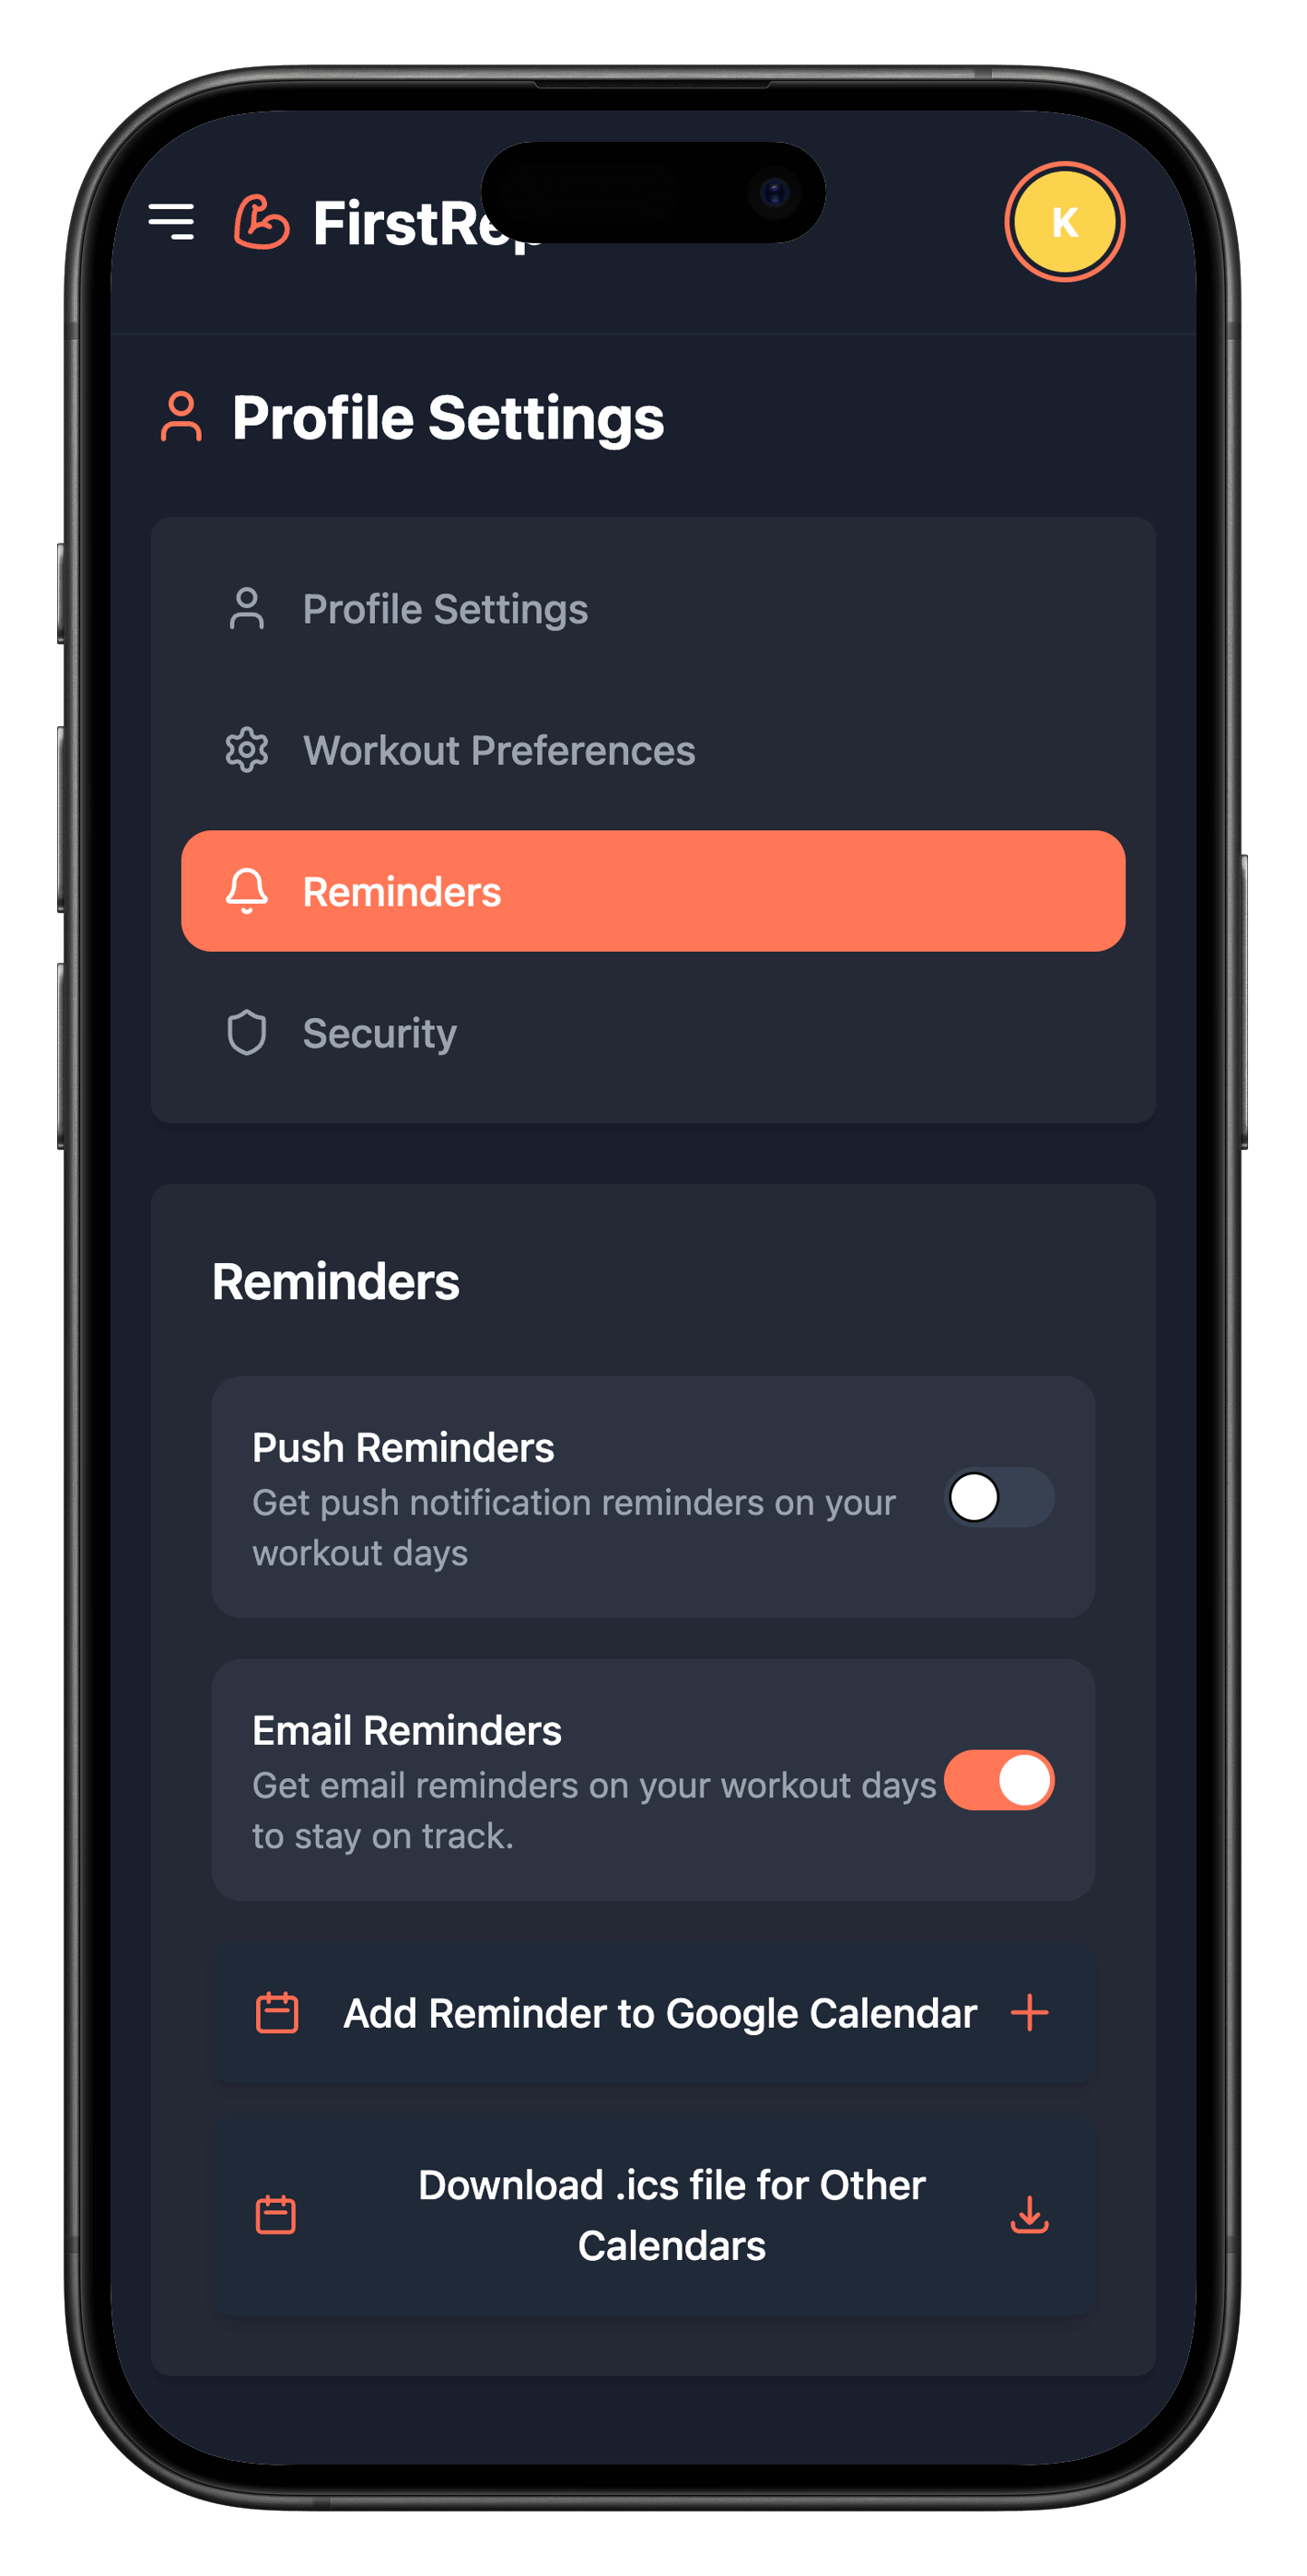 FirstRep
K
Profile Settings
Profile Settings
Workout Preferences
Reminders
Security
Reminders
Push Reminders
Get push notification reminders on your
workout days
Email Reminders
Get email reminders on your workout days
to stay on track.
Add Reminder to Google Calendar
Download .ics file for Other
Calendars